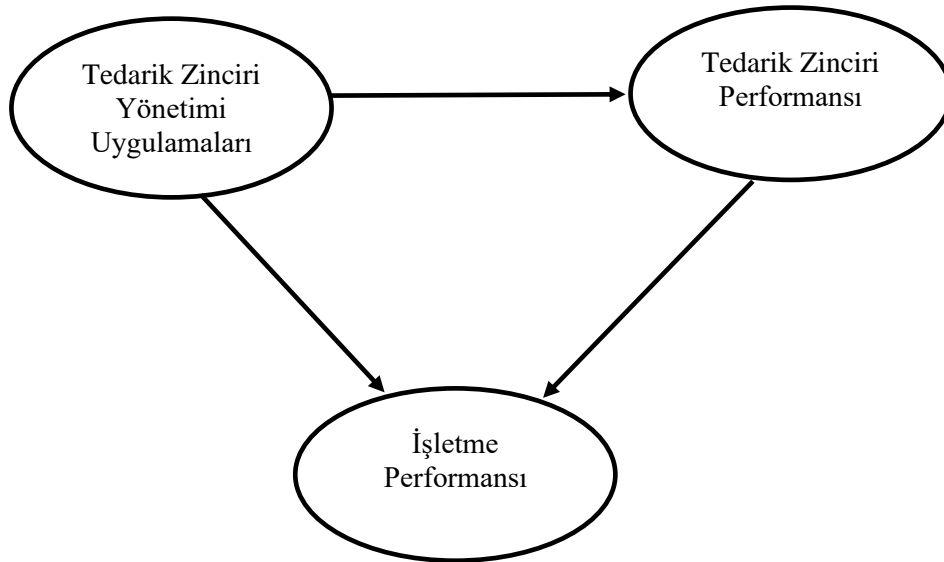 Tedarik Zinciri
Yönetimi
Uygulamaları
Tedarik Zinciri
Performansı
İşletme
Performansı